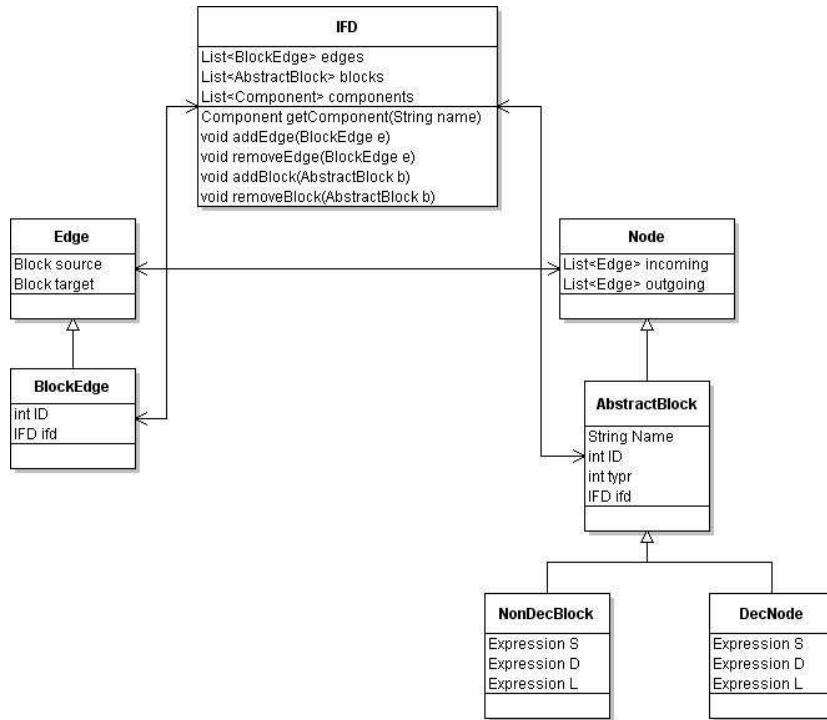 IFD
List<BlockEdge> edges
List<AbstractBlock> blocks
List<Component> components
Component getComponent(String name)
void addEdge(BlockEdge e)
void removeEdge(BlockEdge e)
void addBlock(AbstractBlock b)
void removeBlock(AbstractBlock b)
Edge
Block source
Block target
Node
List<Edge> incoming
List<Edge> outgoing
BlockEdge
int ID
IFD ifd
AbstractBlock
String Name
int ID
int typr
IFD ifd
NonDecBlock
Expression S
Expression D
Expression L
DecNode
Expression S
Expression D
Expression L